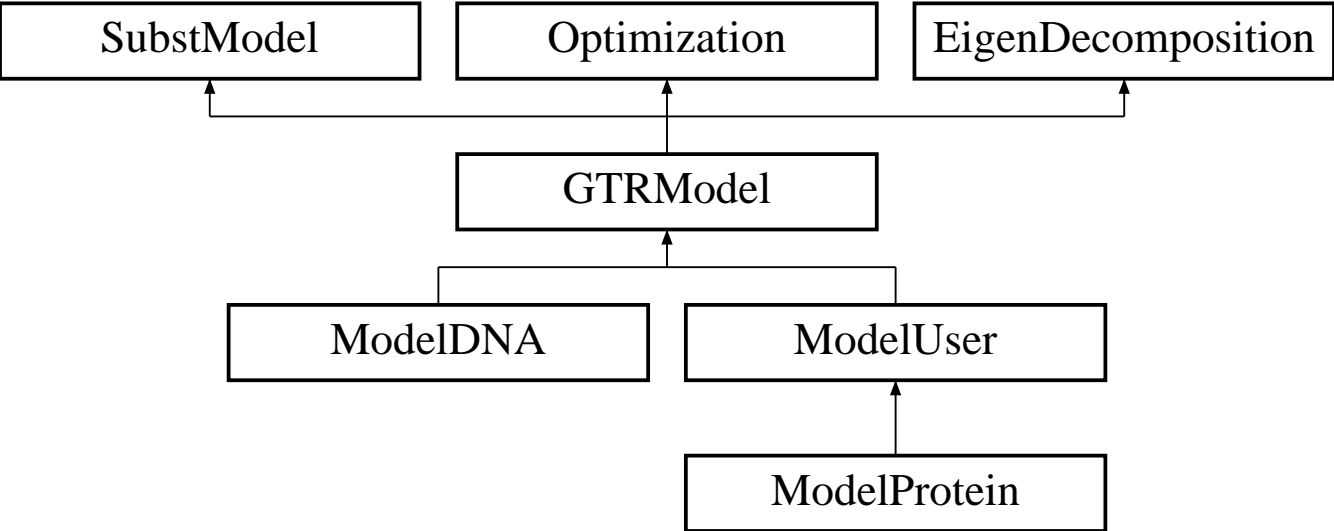 SubstModel
Optimization
EigenDecomposition
GTRModel
ModelDNA
ModelUser
ModelProtein